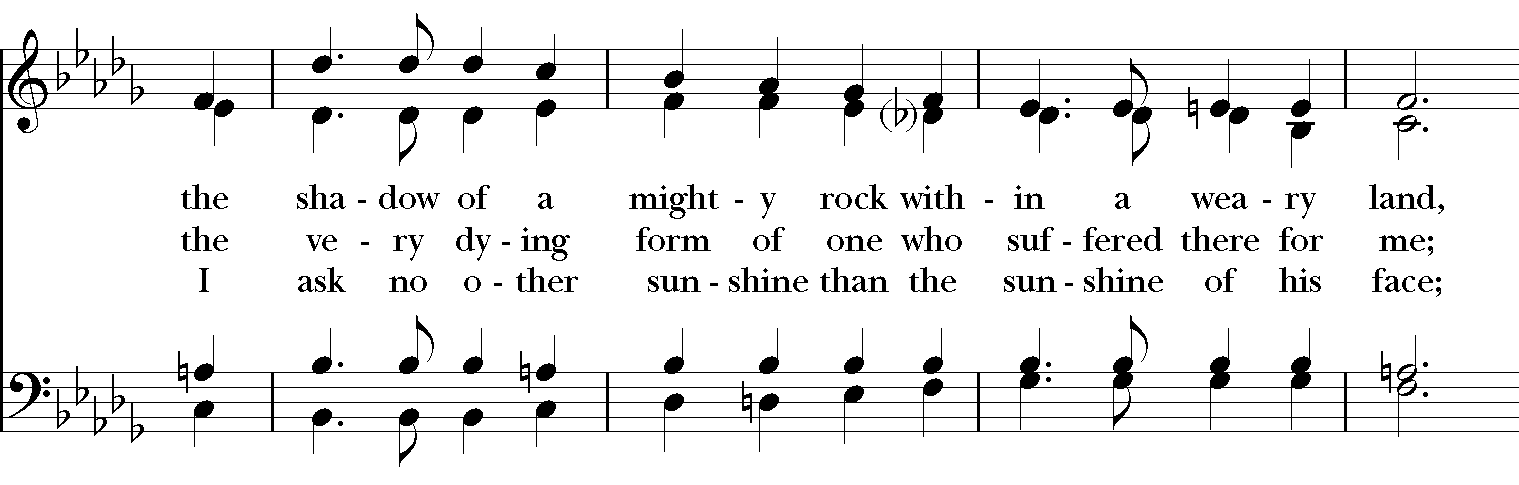 the sha - dow of a might - y rock with - in a wea - ry land,
the ve - ry dy - ing form of one who suf - fered there for me;
I ask no o - ther sun - shine than the sun - shine of his face;